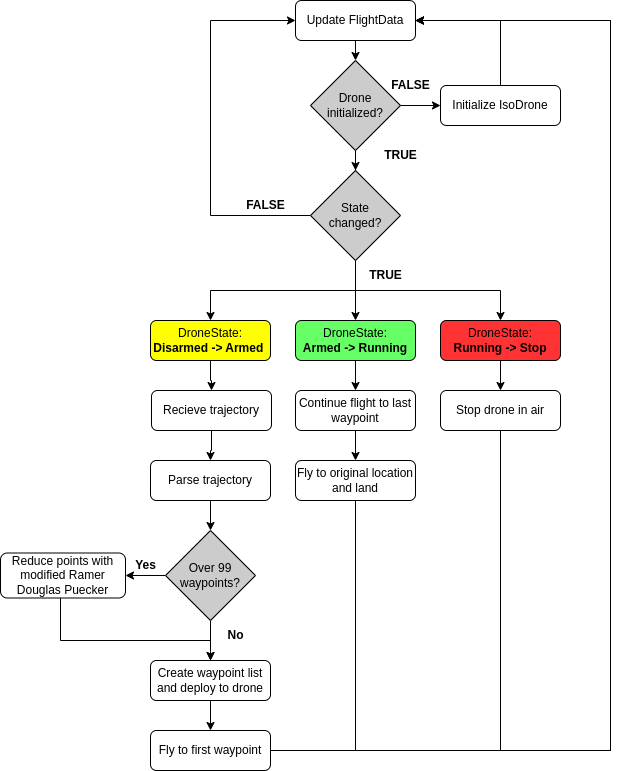 Update FlightData
Drone
initialized?
FALSE
Initialize IsoDrone
TRUE
State
changed?
FALSE
TRUE
DroneState:
Disarmed -> Armed
DroneState:
Armed -> Running
DroneState:
Running -> Stop
Recieve trajectory
Continue flight to last
waypoint
Stop drone in air
Parse trajectory
Fly to original location
and land
Over 99
waypoints?
Yes
Reduce points with
modified Ramer
Douglas Puecker
No
Create waypoint list
and deploy to drone
Fly to first waypoint